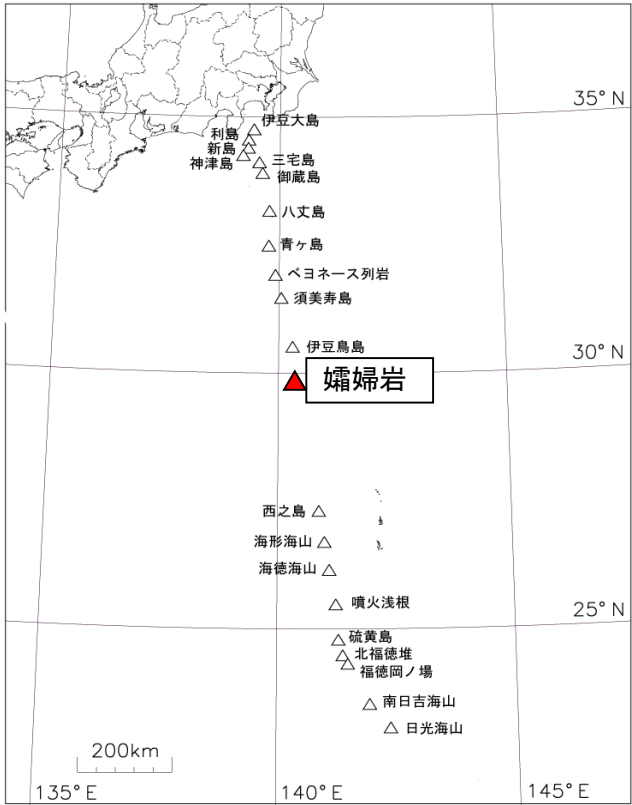 35° N
伊豆大島
利島
新島
神津島
三宅島
御蔵島
八丈島
青ヶ島
ベヨネース列岩
須美寿島
伊豆鳥島
30° N
孀婦岩
西之島
海形海山
海徳海山
噴火浅根
25° N
硫黄島
北福徳堆
福徳岡ノ場
南日吉海山
日光海山
200km
135° E
140° E
145° E